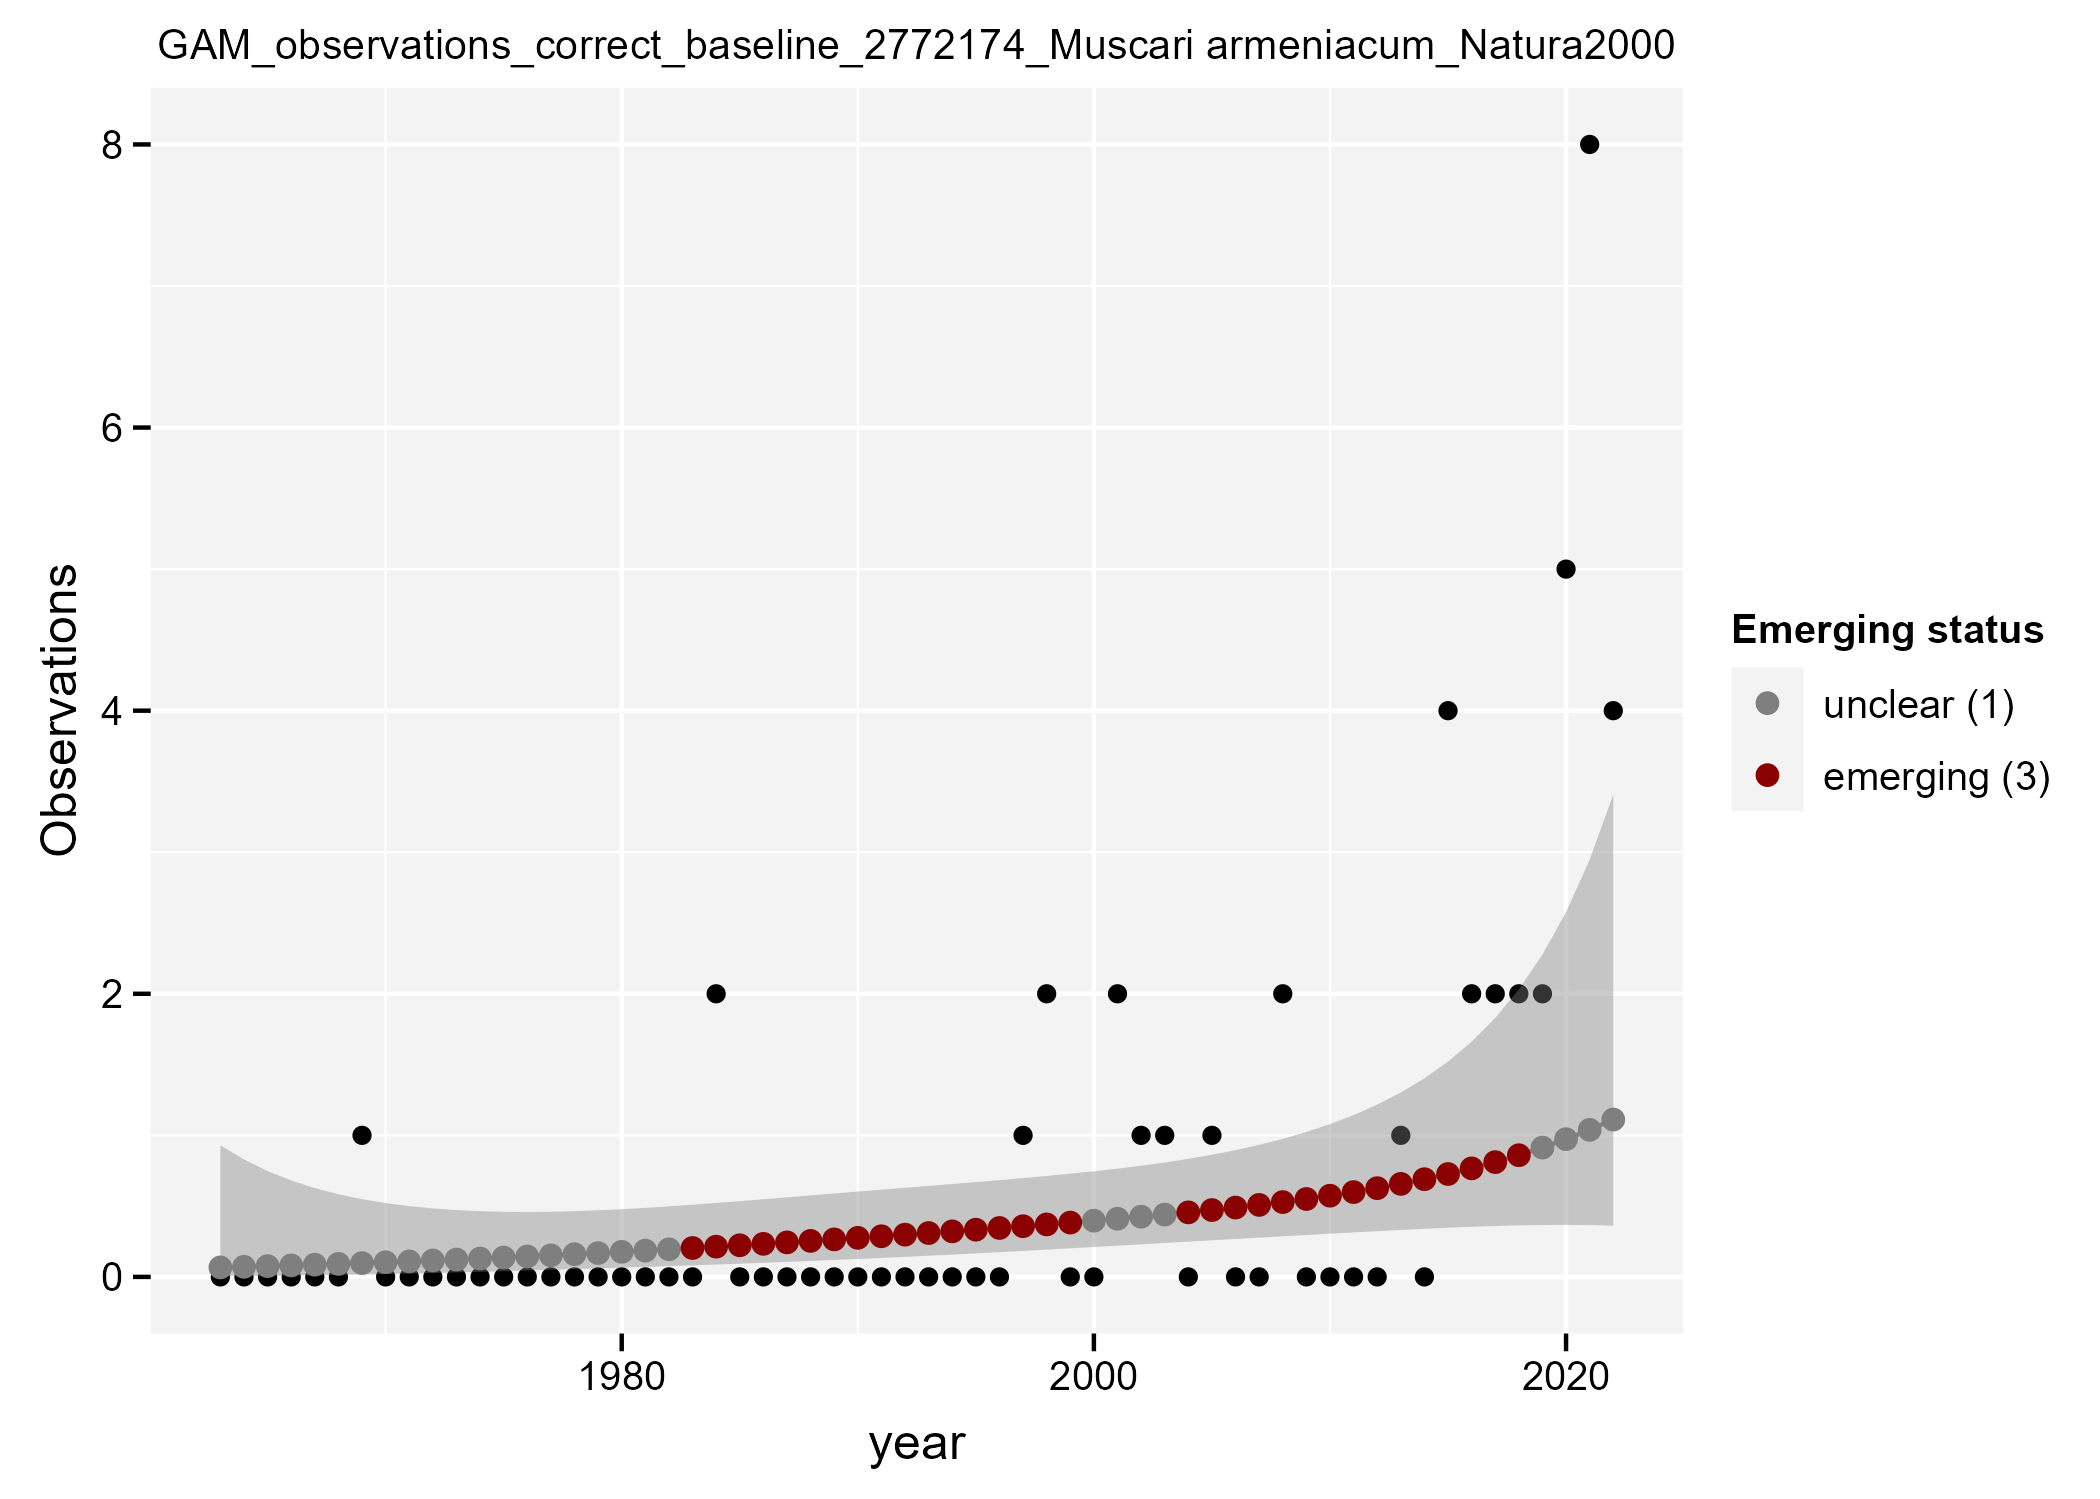 GAM_observations_correct_baseline_2772174_Muscari armeniacum_Natura2000
8
6
4
2
0
Observations
1980
2000
2020
year
Emerging status
unclear (1)
emerging (3)